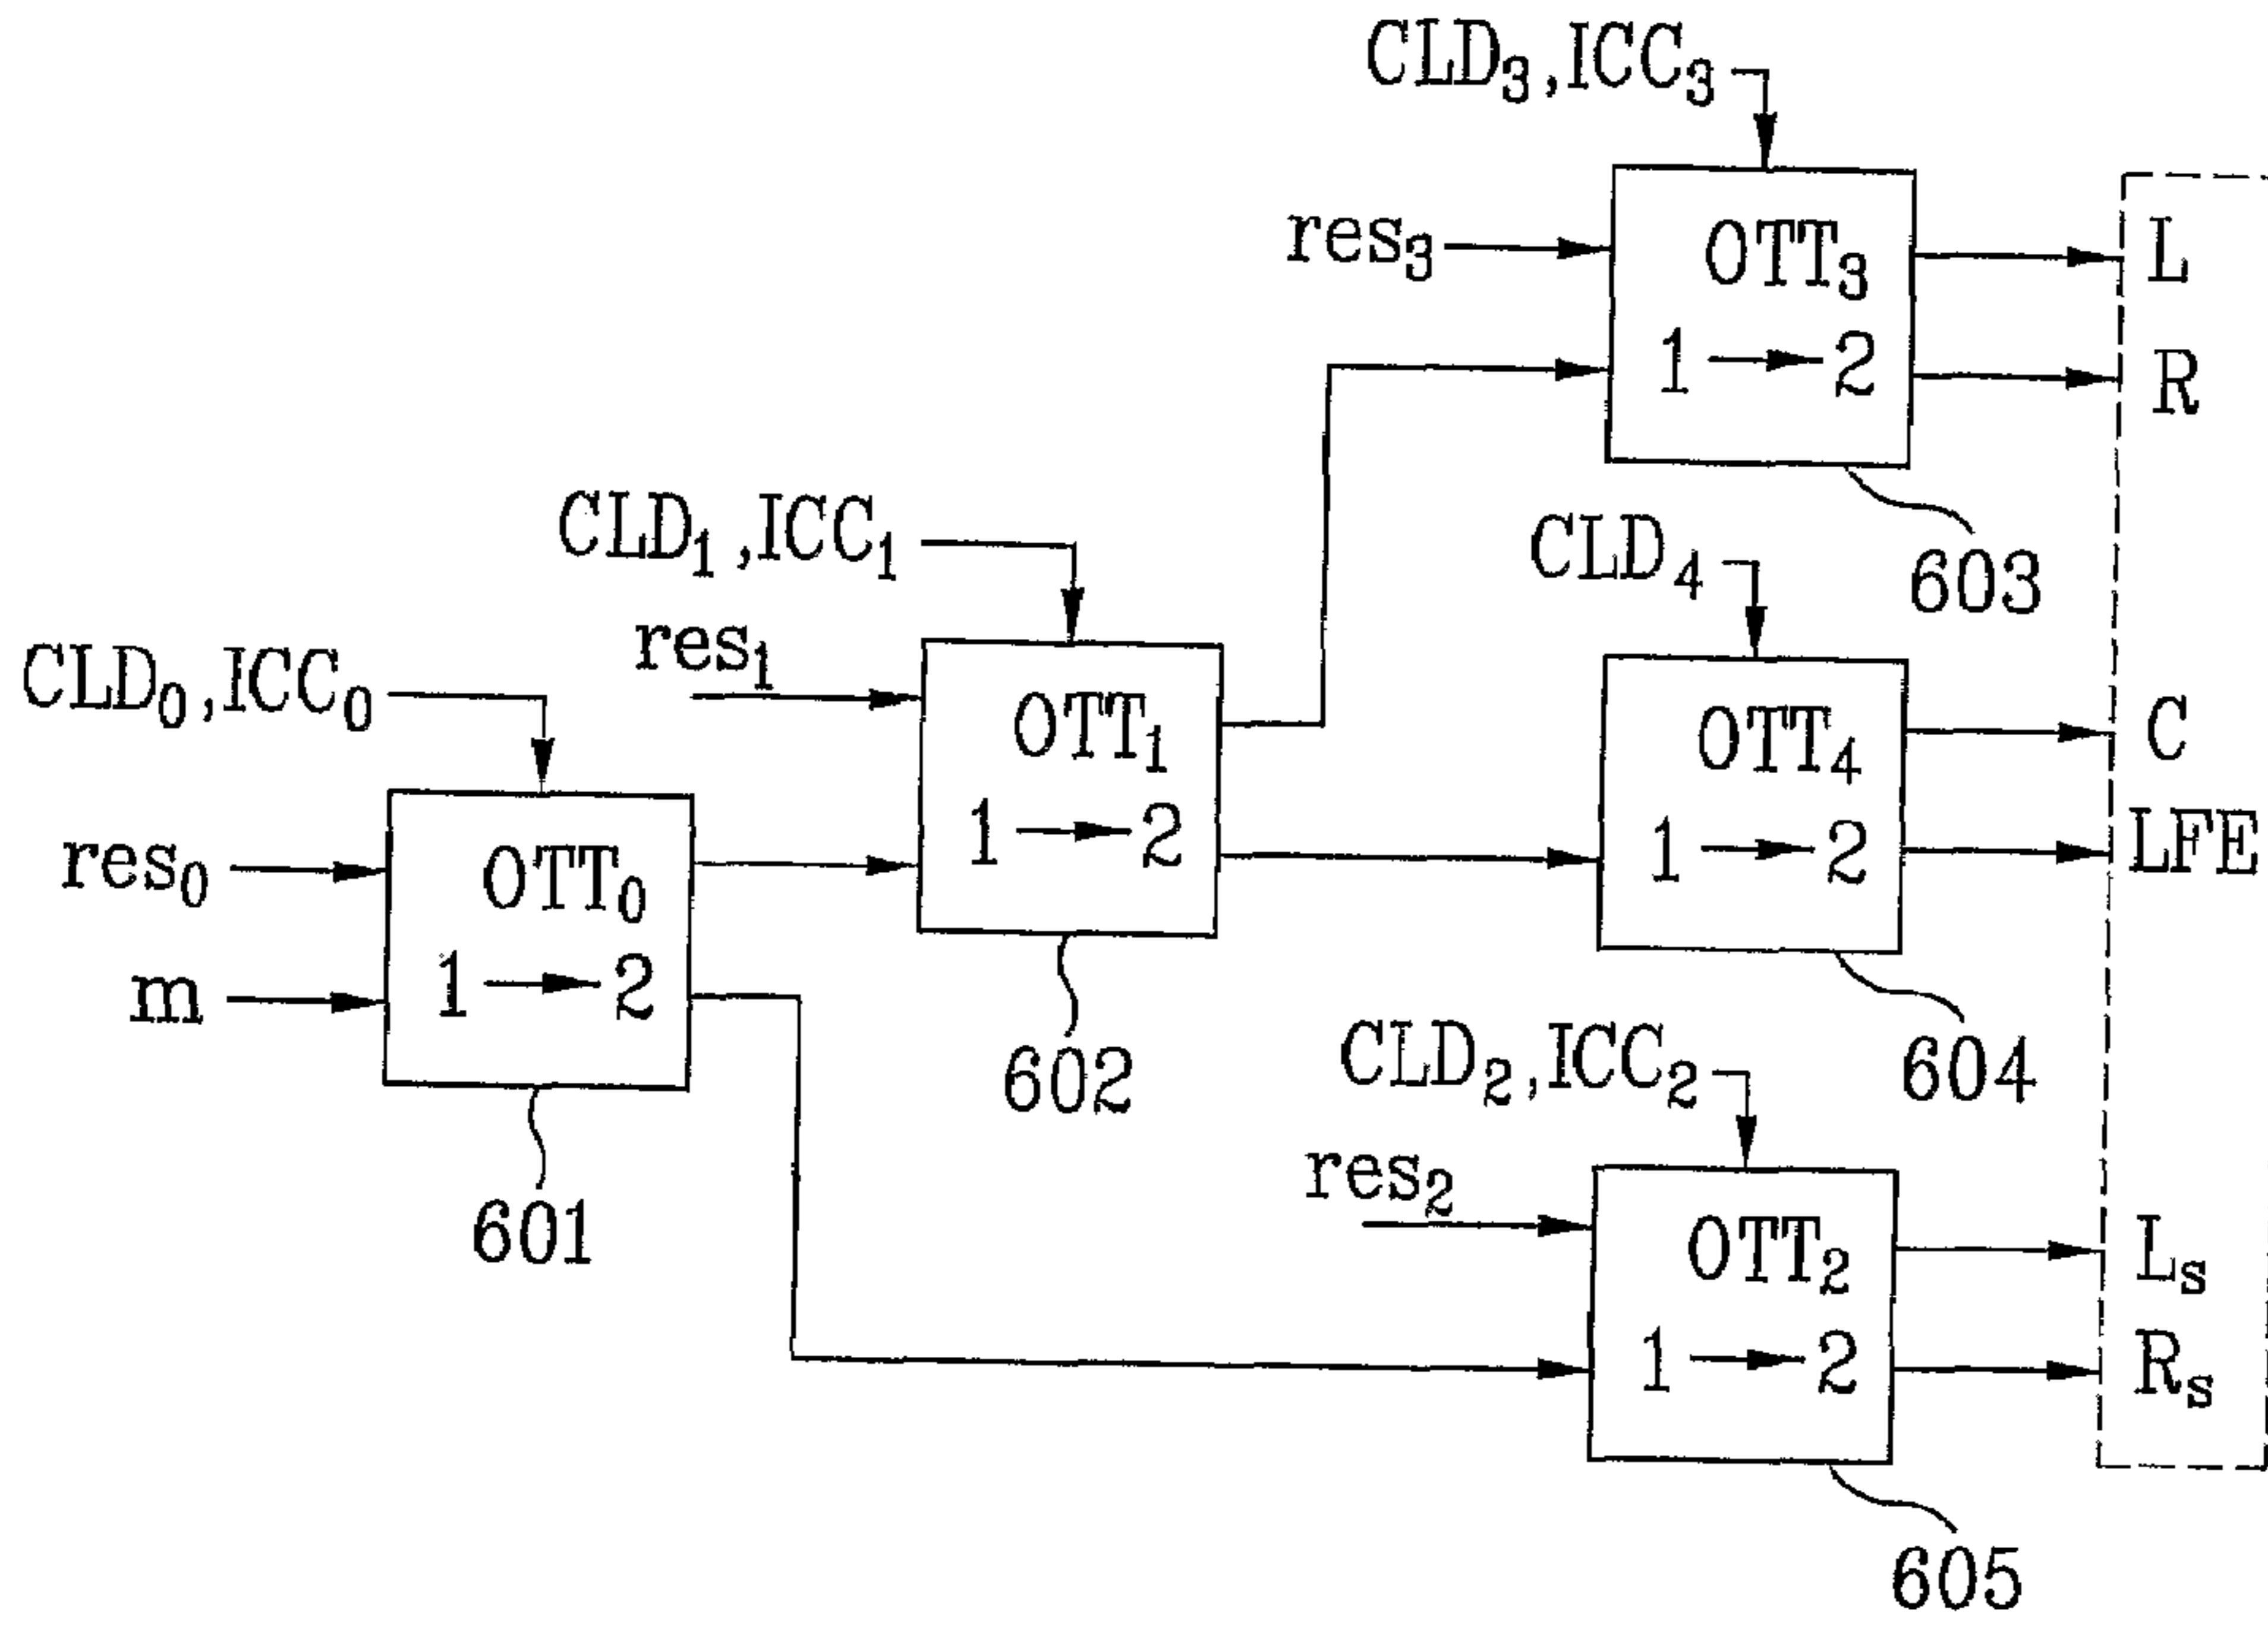 CLD₃,ICC₃
res₃
OTT₃
1 → 2
L
R
603
CLD₁,ICC₁
res₁
OTT₁
1 → 2
602
CLD₄
OTT₄
1 → 2
C
LFE
604
CLD₀,ICC₀
res₀
m
OTT₀
1 → 2
601
CLD₂,ICC₂
res₂
OTT₂
1 → 2
Lₛ
Rₛ
605